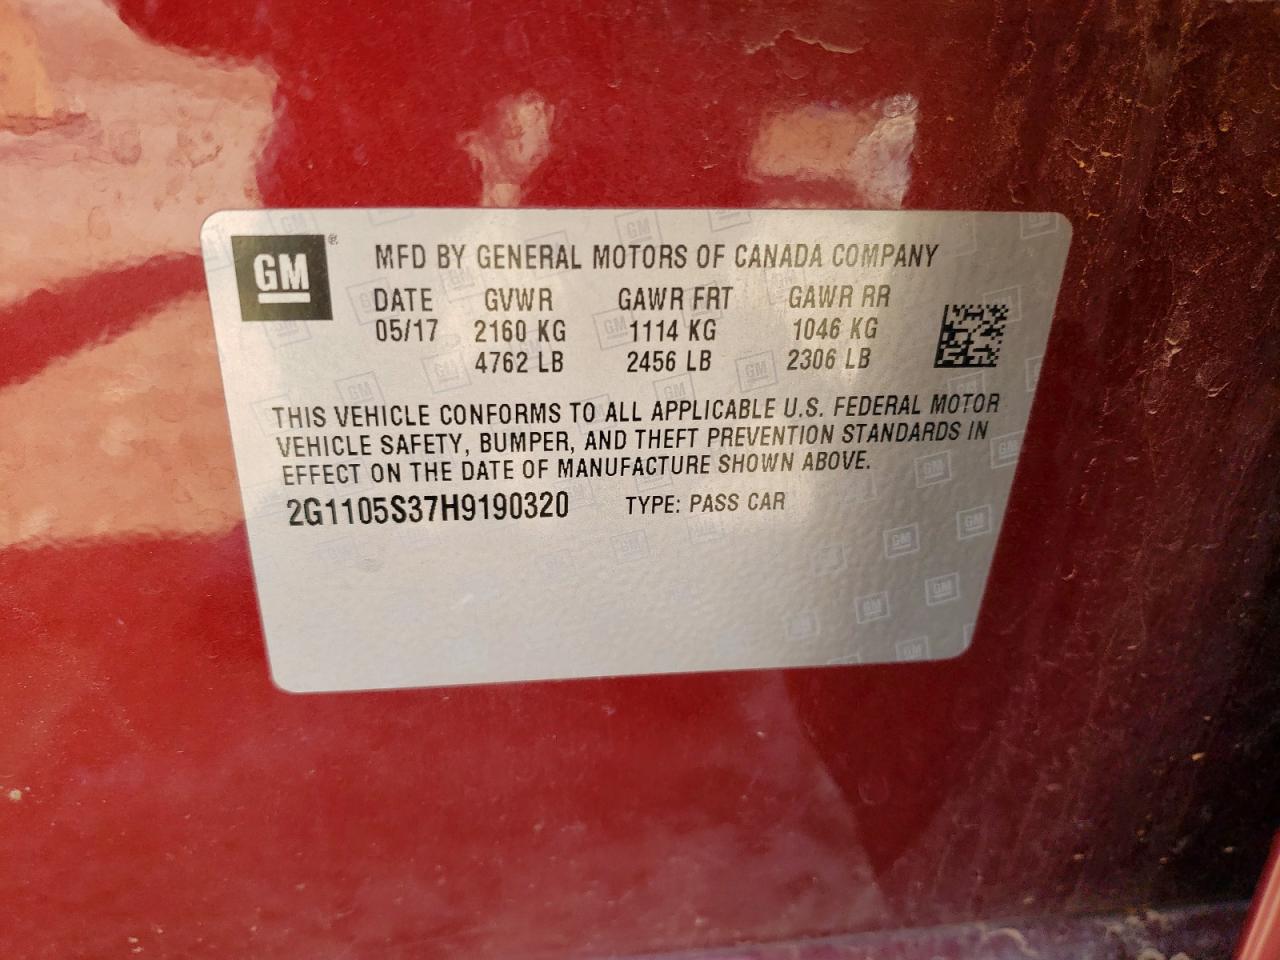 GM ® MFD BY GENERAL MOTORS OF CANADA COMPANY
DATE GVWR GAWR FRT GAWR RR
05/17 2160 KG 1114 KG 1046 KG
4762 LB 2456 LB 2306 LB
THIS VEHICLE CONFORMS TO ALL APPLICABLE U.S. FEDERAL MOTOR
VEHICLE SAFETY, BUMPER, AND THEFT PREVENTION STANDARDS IN
EFFECT ON THE DATE OF MANUFACTURE SHOWN ABOVE.
2G1105S37H9190320 TYPE: PASS CAR